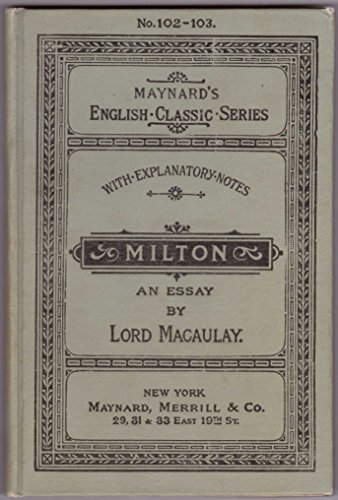 No. 102-103.
MAYNARD'S
ENGLISH·CLASSIC·SERIES
WITH·EXPLANATORY·NOTES
MILTON
AN ESSAY
BY
LORD MACAULAY.
NEW YORK
MAYNARD, MERRILL & CO.
29, 31 & 33 EAST 19TH ST.